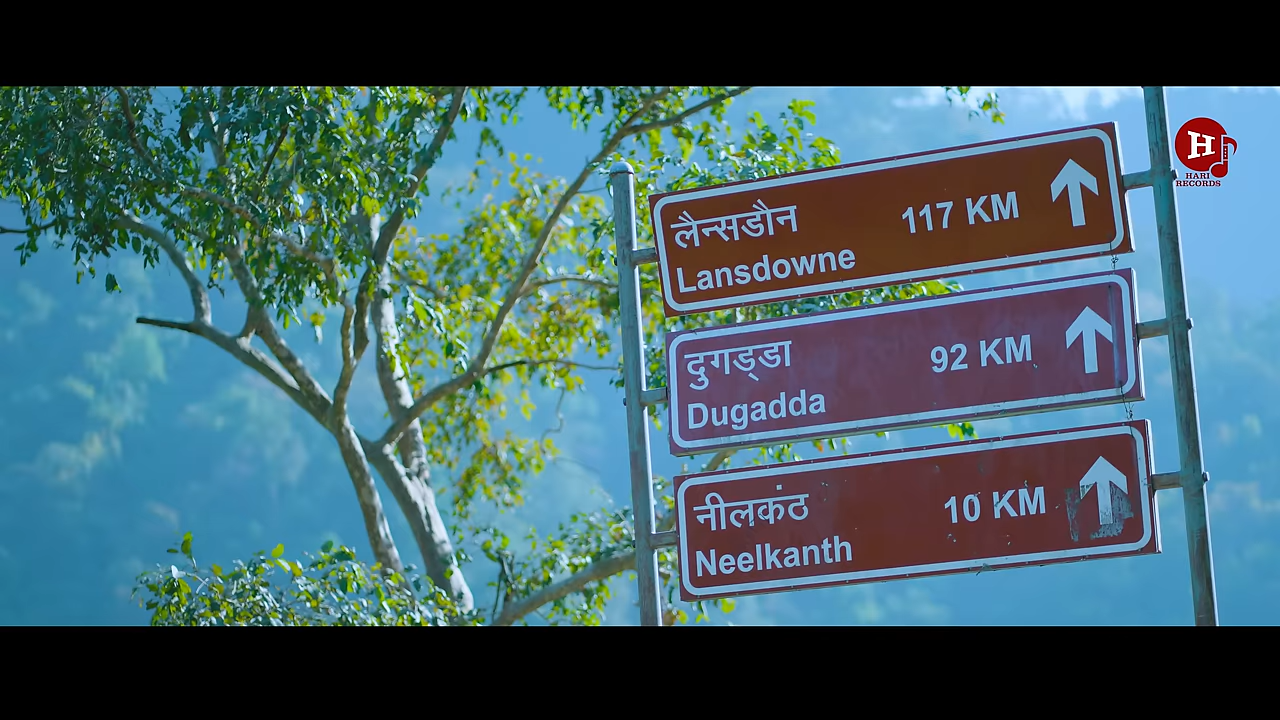 H
HARI
RECORDS
लैन्सडौन
117 KM
Lansdowne
दुगड्डा
92 KM
Dugadda
नीलकंठ
10 KM
Neelkanth